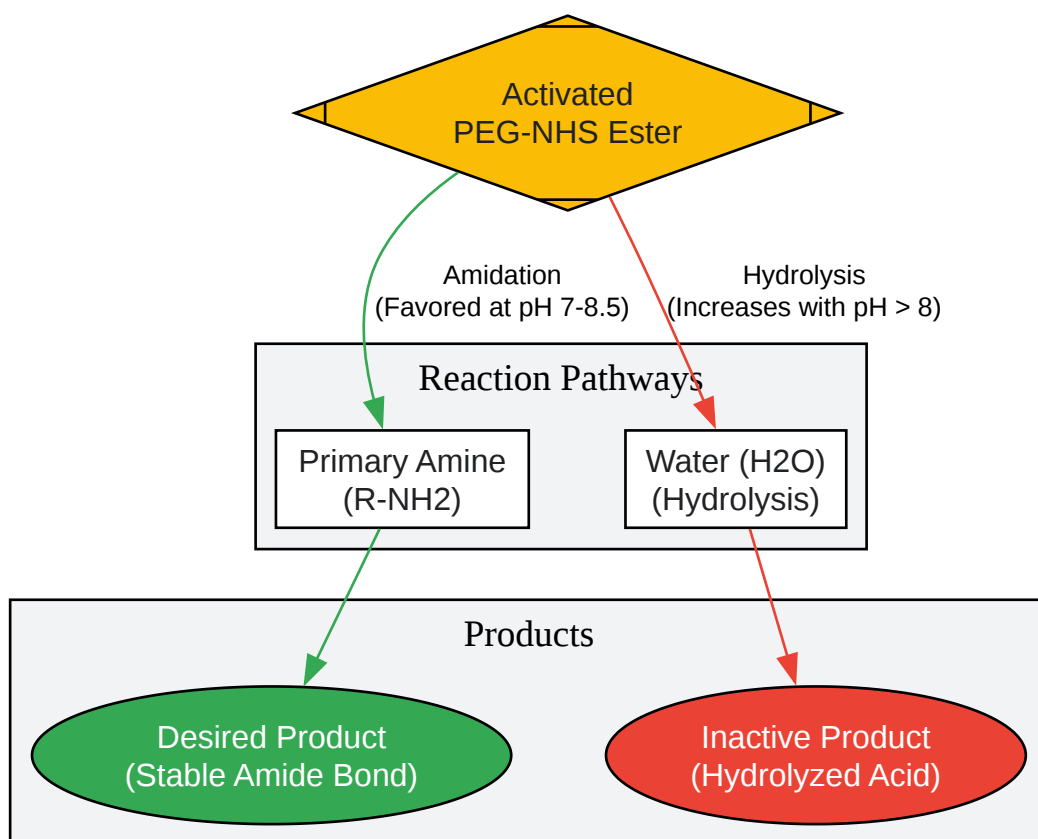 Activated
PEG-NHS Ester
Amidation
(Favored at pH 7-8.5)
Hydrolysis
(Increases with pH > 8)
Reaction Pathways
Primary Amine
(R-NH2)
Water (H2O)
(Hydrolysis)
Products
Desired Product
(Stable Amide Bond)
Inactive Product
(Hydrolyzed Acid)